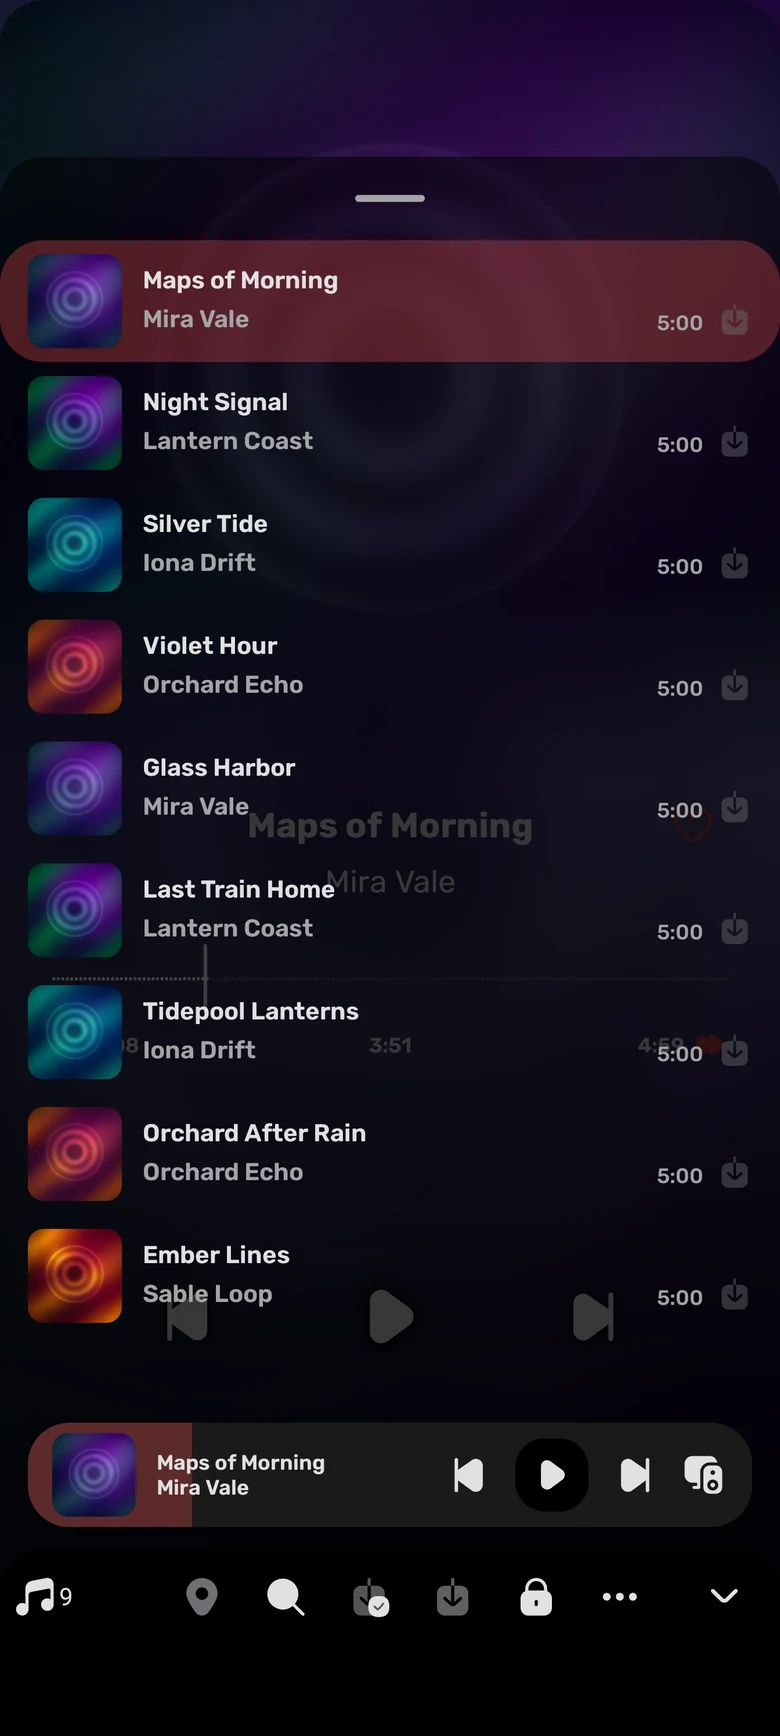 Maps of Morning
Mira Vale
5:00
Night Signal
Lantern Coast
5:00
Silver Tide
Iona Drift
5:00
Violet Hour
Orchard Echo
5:00
Glass Harbor
Mira Vale
5:00
Maps of Morning
Mira Vale
Last Train Home
Lantern Coast
5:00
Tidepool Lanterns
Iona Drift
5:00
3:51
4:59
Orchard After Rain
Orchard Echo
5:00
Ember Lines
Sable Loop
5:00
Maps of Morning
Mira Vale
9